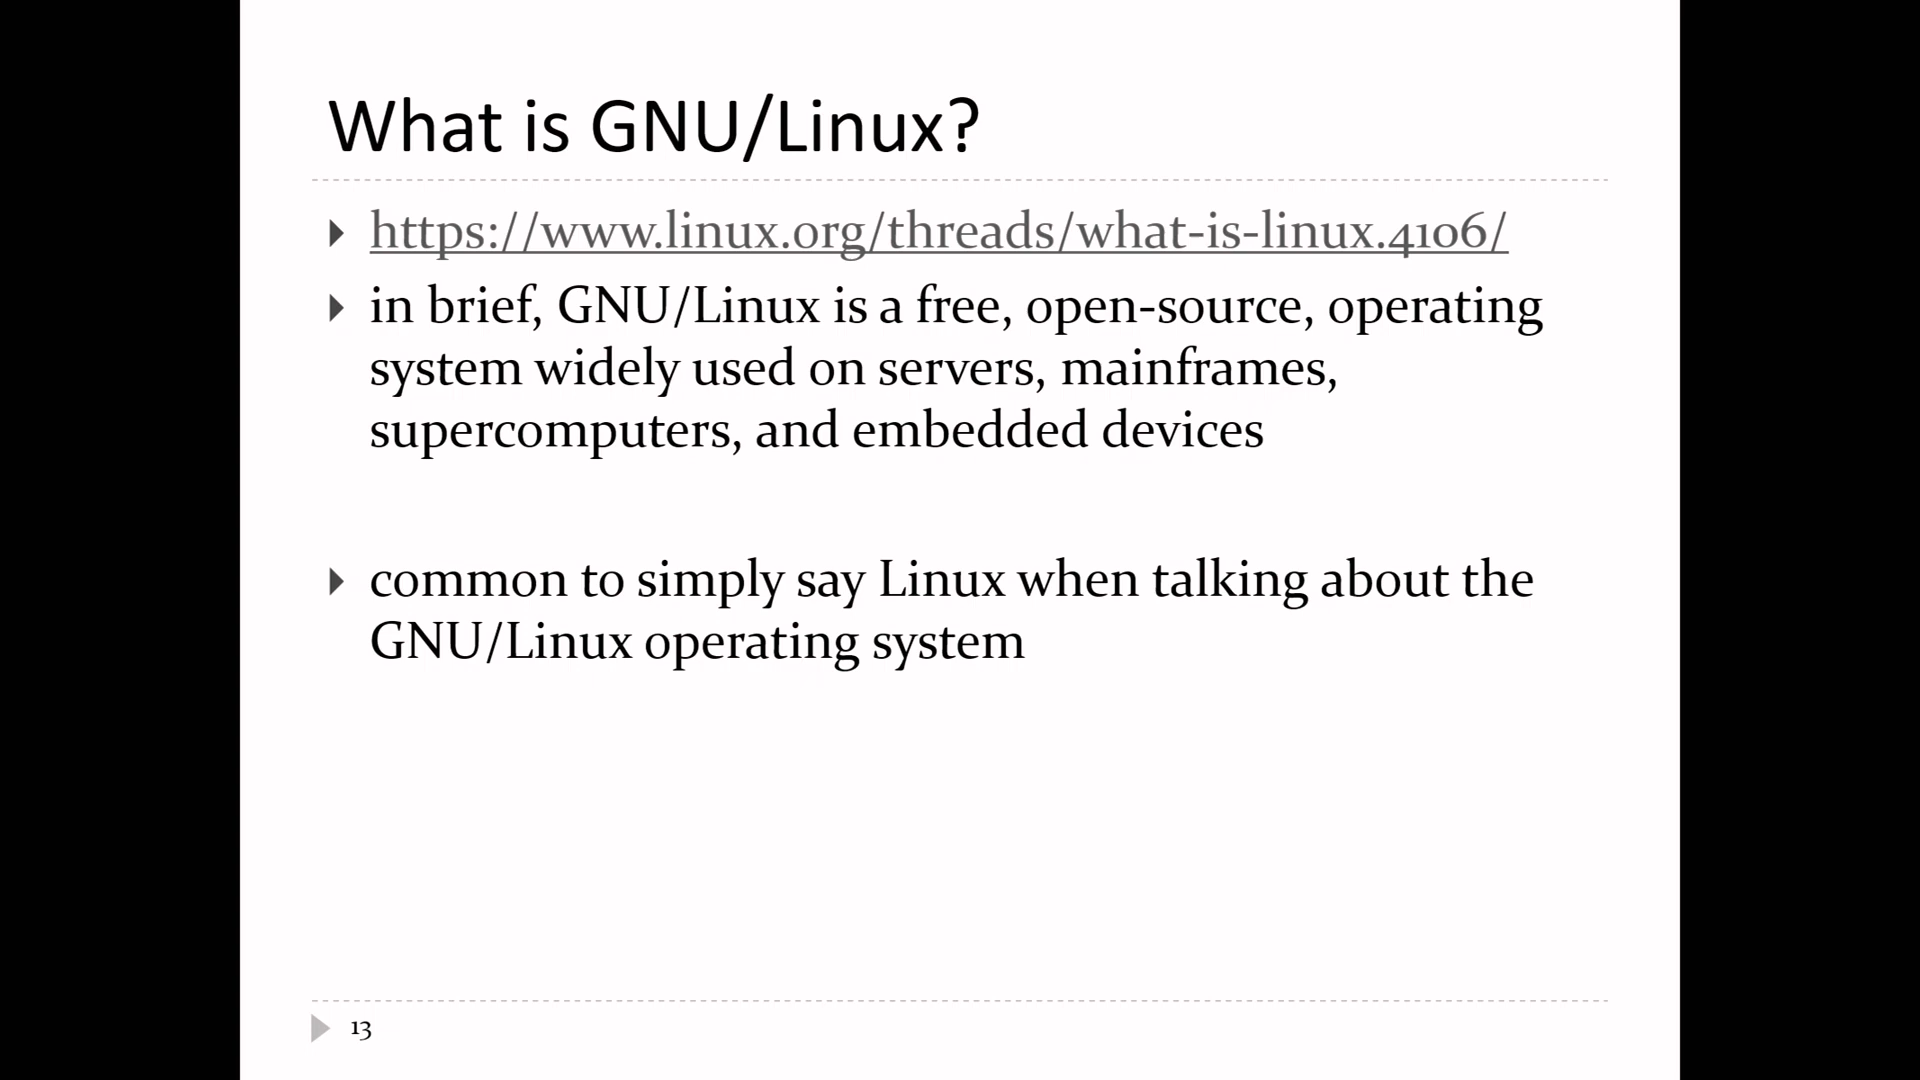 What is GNU/Linux?
https://www.linux.org/threads/what-is-linux.4106/
in brief, GNU/Linux is a free, open-source, operating
system widely used on servers, mainframes,
supercomputers, and embedded devices
common to simply say Linux when talking about the
GNU/Linux operating system
13